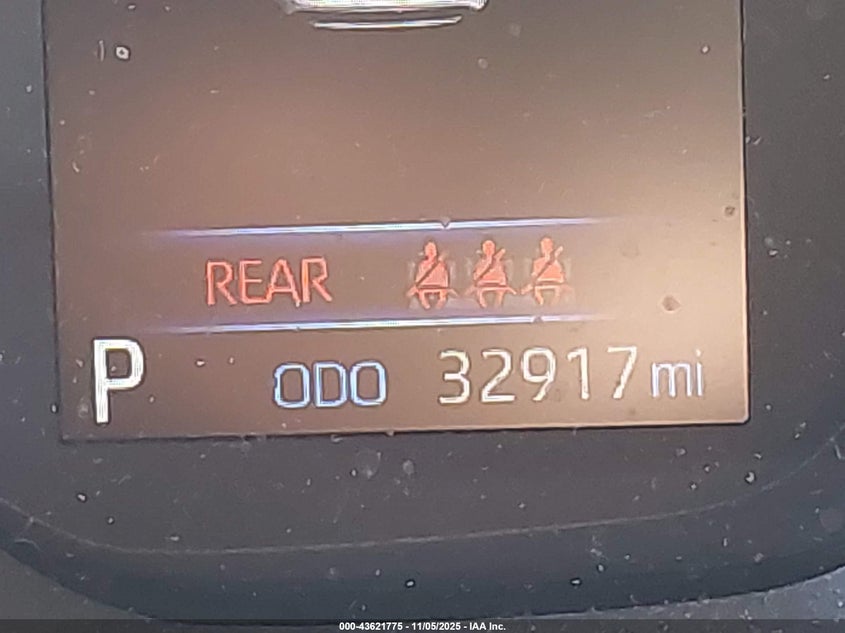 REAR
P ODO 32917 mi
000-43621775 - 11/05/2025 - IAA Inc.